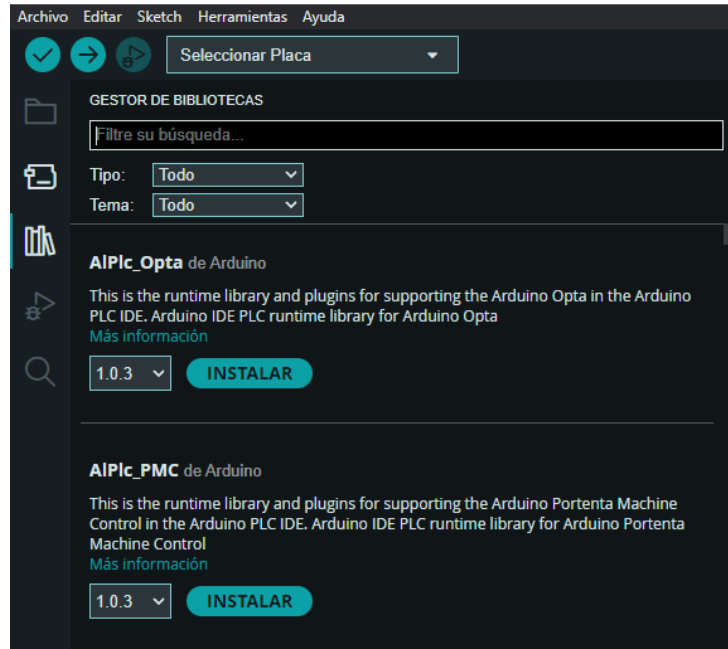 Archivo Editar Sketch Herramientas Ayuda
Seleccionar Placa
GESTOR DE BIBLIOTECAS
Filtre su búsqueda...
Tipo: Todo
Tema: Todo
AlPlc_Opta de Arduino
This is the runtime library and plugins for supporting the Arduino Opta in the Arduino
PLC IDE. Arduino IDE PLC runtime library for Arduino Opta
Más información
1.0.3 INSTALAR
AlPlc_PMC de Arduino
This is the runtime library and plugins for supporting the Arduino Portenta Machine
Control in the Arduino PLC IDE. Arduino IDE PLC runtime library for Arduino Portenta
Machine Control
Más información
1.0.3 INSTALAR